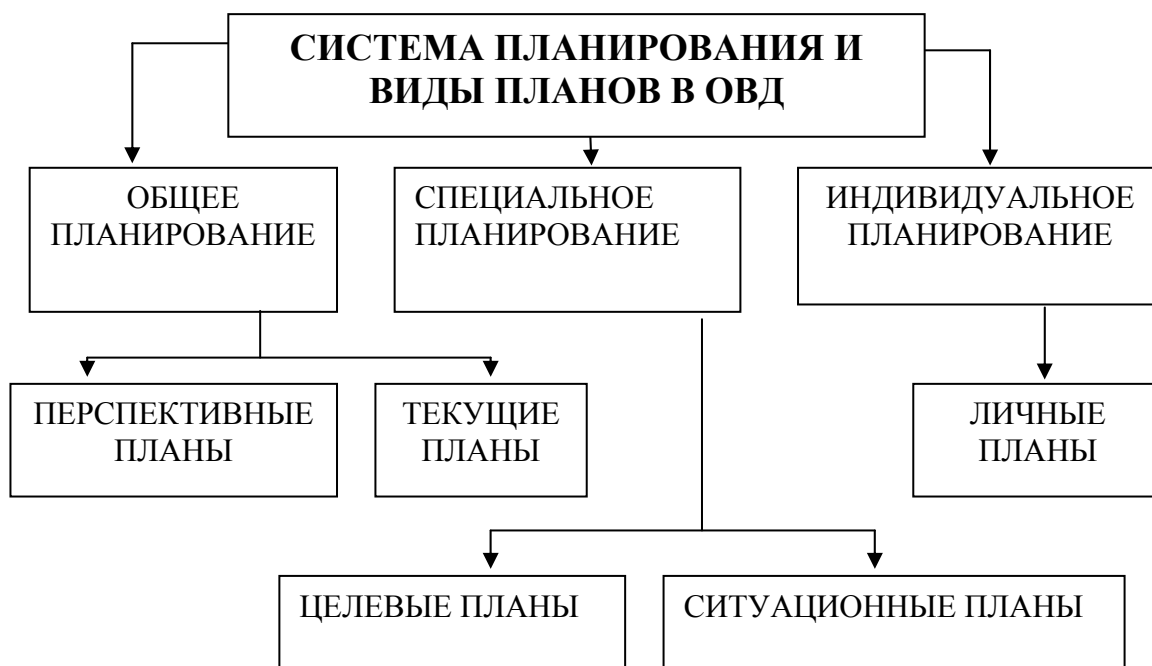 СИСТЕМА ПЛАНИРОВАНИЯ И
ВИДЫ ПЛАНОВ В ОВД
ОБЩЕЕ
ПЛАНИРОВАНИЕ
СПЕЦИАЛЬНОЕ
ПЛАНИРОВАНИЕ
ИНДИВИДУАЛЬНОЕ
ПЛАНИРОВАНИЕ
ПЕРСПЕКТИВНЫЕ
ПЛАНЫ
ТЕКУЩИЕ
ПЛАНЫ
ЛИЧНЫЕ
ПЛАНЫ
ЦЕЛЕВЫЕ ПЛАНЫ
СИТУАЦИОННЫЕ ПЛАНЫ